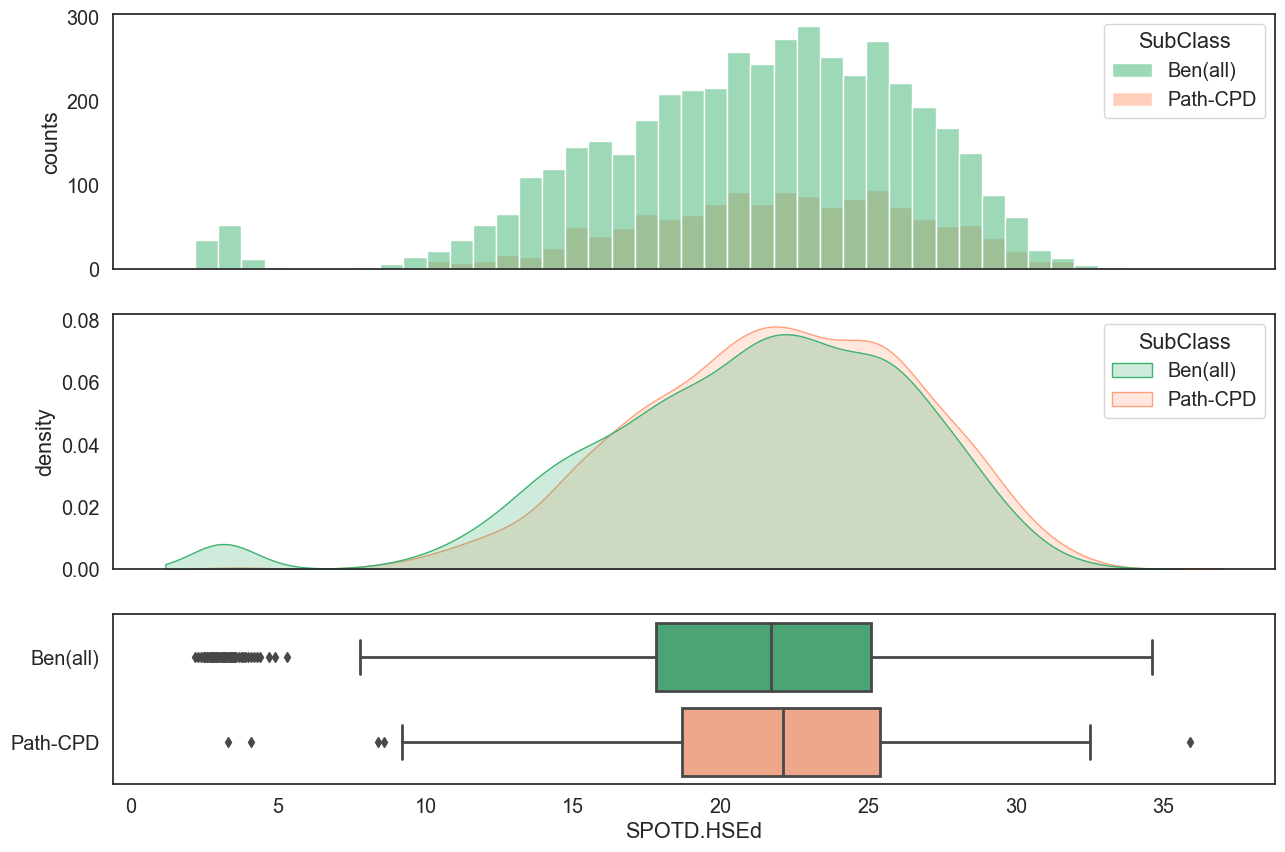 300
200
100
0
counts
SubClass
Ben(all)
Path-CPD
0.08
0.06
0.04
0.02
0.00
density
SubClass
Ben(all)
Path-CPD
Ben(all)
Path-CPD
0 5 10 15 20 25 30 35
SPOTD.HSEd